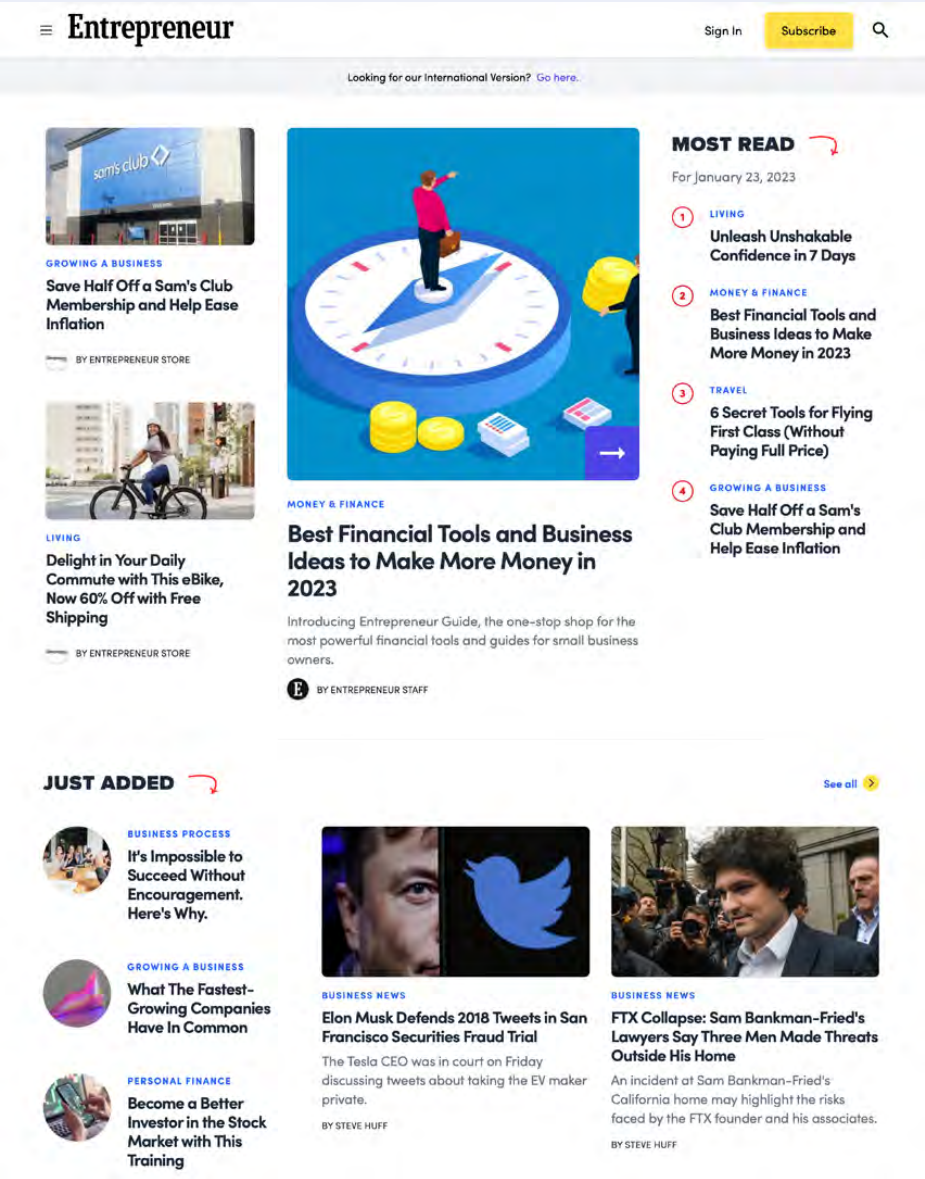 Entrepreneur
Sign In
Subscribe
Looking for our International Version? Go here.
sam's club
GROWING A BUSINESS
Save Half Off a Sam's Club
Membership and Help Ease
Inflation
BY ENTREPRENEUR STORE
LIVING
Delight in Your Daily
Commute with This eBike,
Now 60% Off with Free
Shipping
BY ENTREPRENEUR STORE
MONEY & FINANCE
Best Financial Tools and Business
Ideas to Make More Money in
2023
Introducing Entrepreneur Guide, the one-stop shop for the
most powerful financial tools and guides for small business
owners.
E
BY ENTREPRENEUR STAFF
MOST READ
For January 23, 2023
1
LIVING
Unleash Unshakable
Confidence in 7 Days
2
MONEY & FINANCE
Best Financial Tools and
Business Ideas to Make
More Money in 2023
3
TRAVEL
6 Secret Tools for Flying
First Class (Without
Paying Full Price)
4
GROWING A BUSINESS
Save Half Off a Sam's
Club Membership and
Help Ease Inflation
JUST ADDED
See all
BUSINESS PROCESS
It's Impossible to
Succeed Without
Encouragement.
Here's Why.
GROWING A BUSINESS
What The Fastest-
Growing Companies
Have In Common
PERSONAL FINANCE
Become a Better
Investor in the Stock
Market with This
Training
BUSINESS NEWS
Elon Musk Defends 2018 Tweets in San
Francisco Securities Fraud Trial
The Tesla CEO was in court on Friday
discussing tweets about taking the EV maker
private.
BY STEVE HUFF
BUSINESS NEWS
FTX Collapse: Sam Bankman-Fried's
Lawyers Say Three Men Made Threats
Outside His Home
An incident at Sam Bankman-Fried's
California home may highlight the risks
faced by the FTX founder and his associates.
BY STEVE HUFF